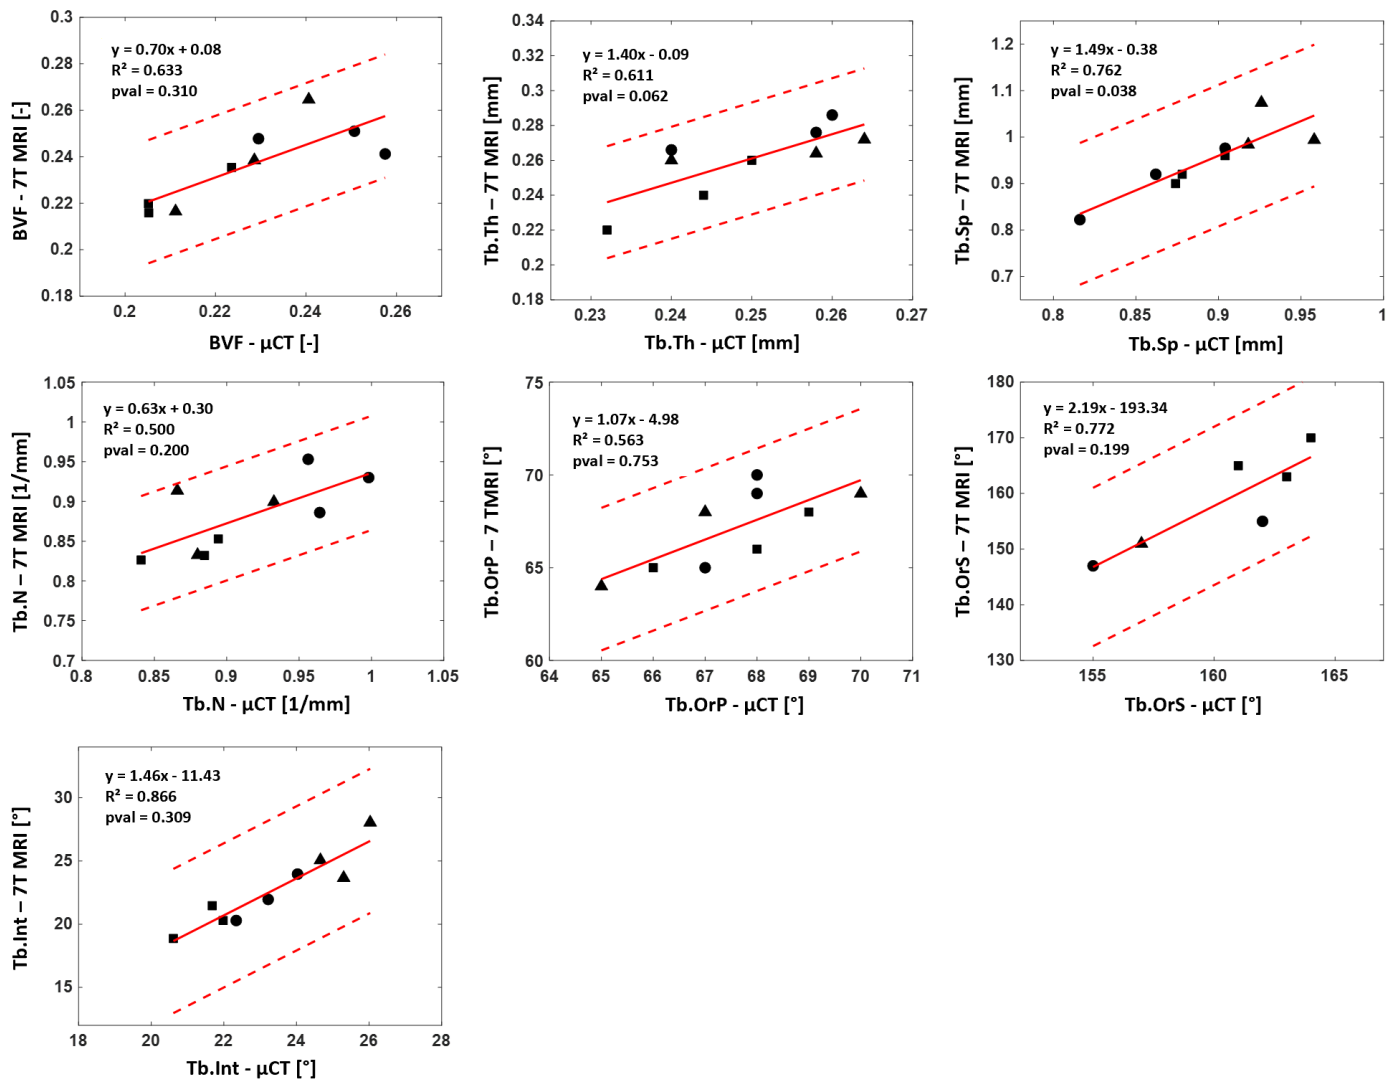 0.3
0.28
0.26
0.24
0.22
0.2
0.18
BVF - 7T MRI [-]
y = 0.70x + 0.08
R² = 0.633
pval = 0.310
0.2
0.22
0.24
0.26
BVF - µCT [-]
0.34
0.32
0.3
0.28
0.26
0.24
0.22
0.2
0.18
Tb.Th – 7T MRI [mm]
y = 1.40x - 0.09
R² = 0.611
pval = 0.062
0.23
0.24
0.25
0.26
0.27
Tb.Th - µCT [mm]
1.2
1.1
1
0.9
0.8
0.7
Tb.Sp – 7T MRI [mm]
y = 1.49x - 0.38
R² = 0.762
pval = 0.038
0.8
0.85
0.9
0.95
1
Tb.Sp - µCT [mm]
1.05
1
0.95
0.9
0.85
0.8
0.75
0.7
Tb.N – 7T MRI [1/mm]
y = 0.63x + 0.30
R² = 0.500
pval = 0.200
0.8
0.85
0.9
0.95
1
1.05
Tb.N - µCT [1/mm]
75
70
65
60
Tb.OrP – 7 TMRI [°]
y = 1.07x - 4.98
R² = 0.563
pval = 0.753
64
65
66
67
68
69
70
71
Tb.OrP - µCT [°]
180
170
160
150
140
130
Tb.OrS – 7T MRI [°]
y = 2.19x - 193.34
R² = 0.772
pval = 0.199
155
160
165
Tb.OrS - µCT [°]
30
25
20
15
Tb.Int – 7T MRI [°]
y = 1.46x - 11.43
R² = 0.866
pval = 0.309
18
20
22
24
26
28
Tb.Int - µCT [°]